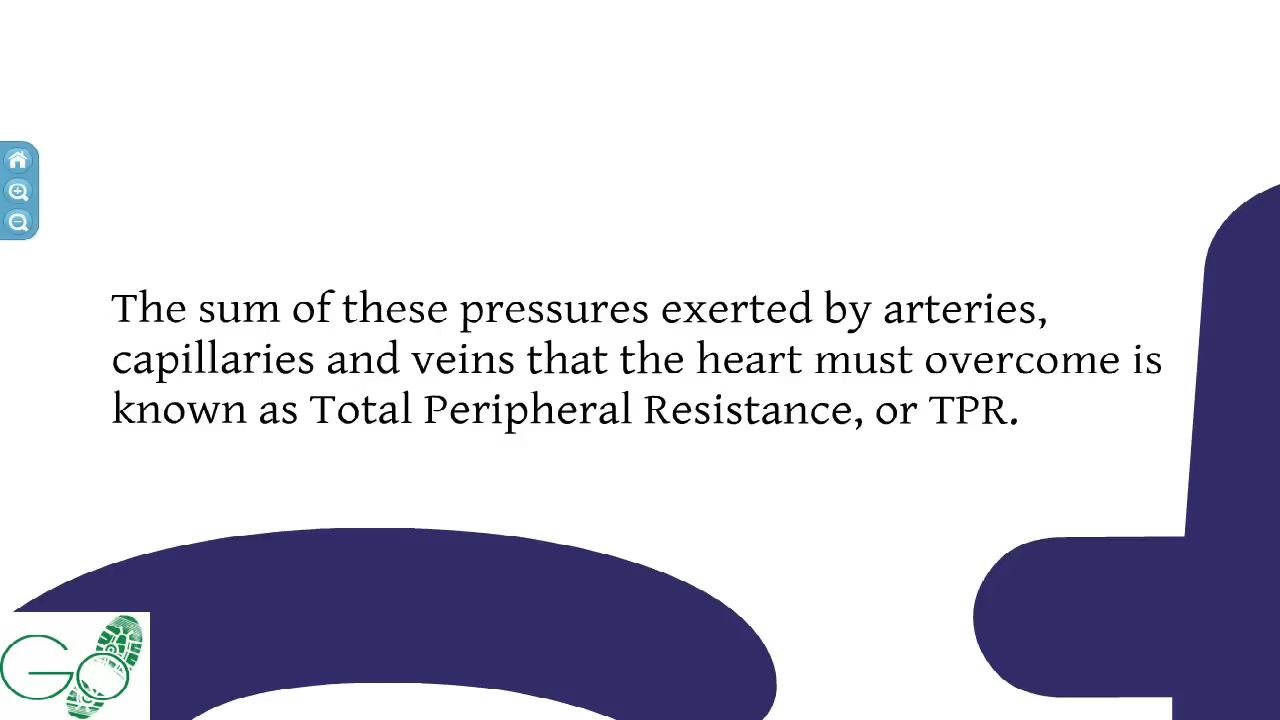 The sum of these pressures exerted by arteries,
capillaries and veins that the heart must overcome is
known as Total Peripheral Resistance, or TPR.
Go